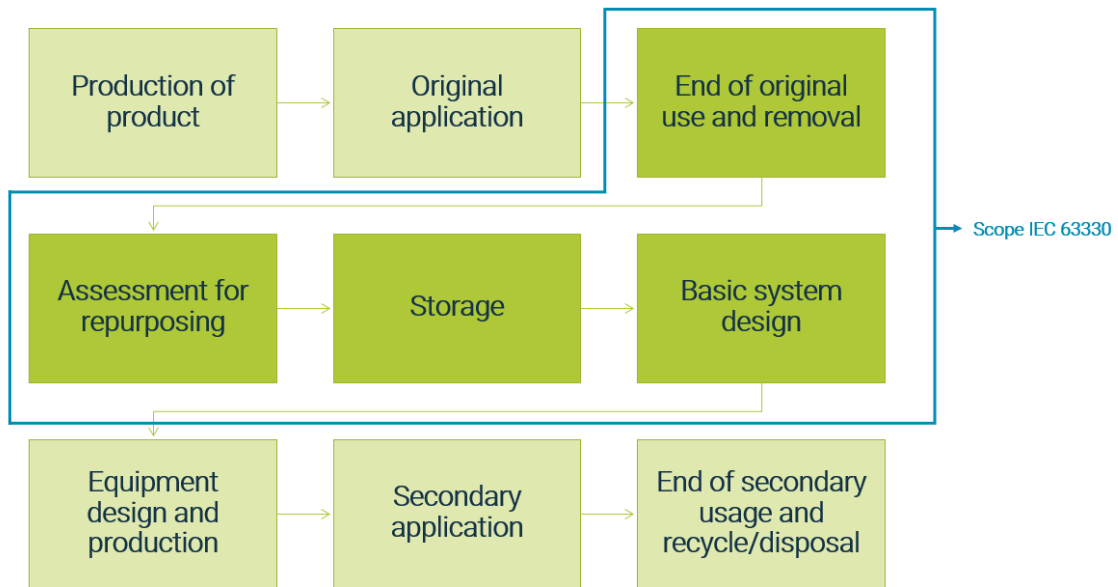 Production of
product
Original
application
End of original
use and removal
Assessment for
repurposing
Storage
Basic system
design
Scope IEC 63330
Equipment
design and
production
Secondary
application
End of secondary
usage and
recycle/disposal